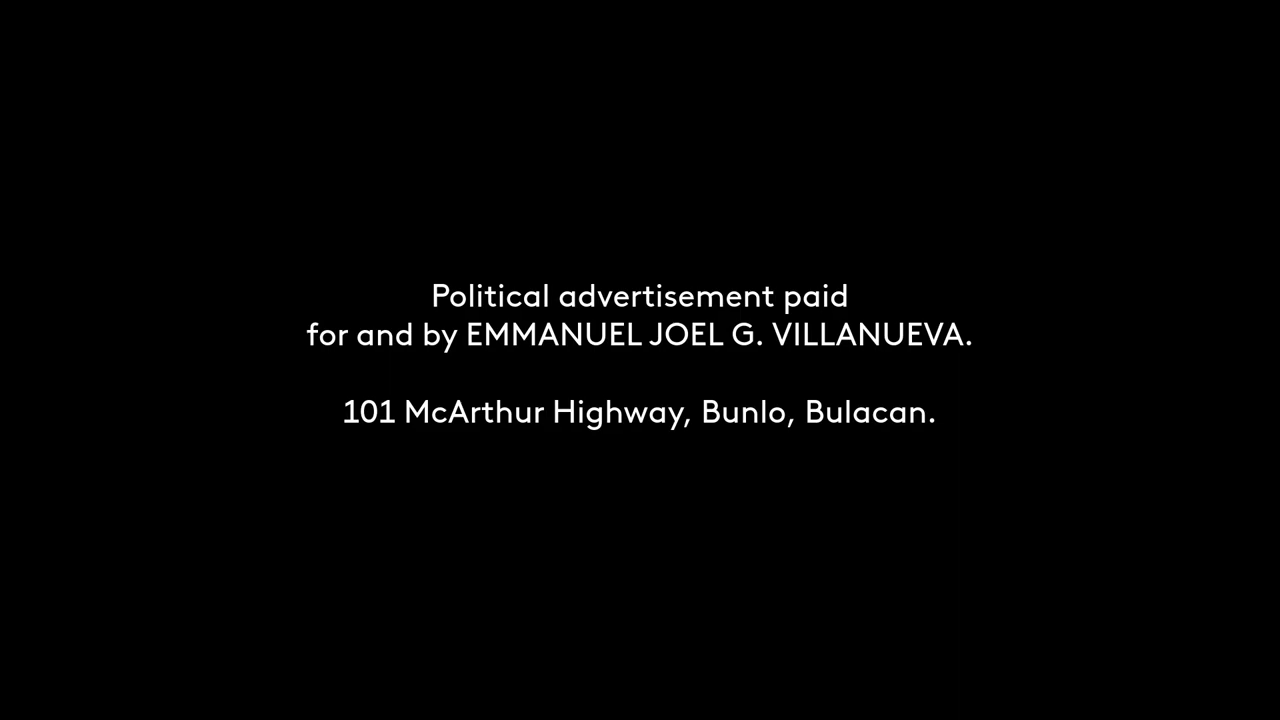 Political advertisement paid
for and by EMMANUEL JOEL G. VILLANUEVA.
101 McArthur Highway, Bunlo, Bulacan.